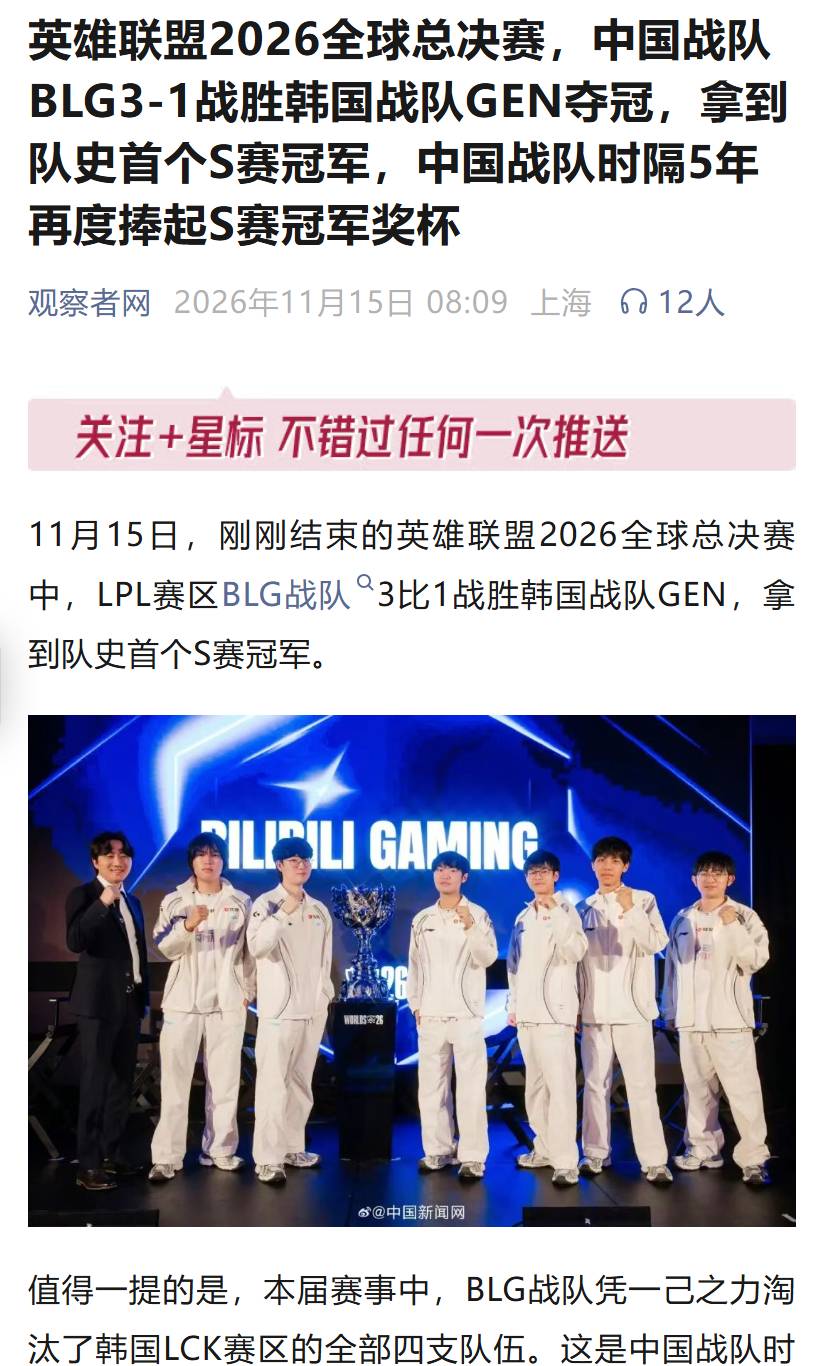 英雄联盟2026全球总决赛，中国战队
BLG3-1战胜韩国战队GEN夺冠，拿到
队史首个S赛冠军，中国战队时隔5年
再度捧起S赛冠军奖杯
观察者网 2026年11月15日 08:09 上海 12人
关注+星标 不错过任何一次推送
11月15日，刚刚结束的英雄联盟2026全球总决赛
中，LPL赛区BLG战队3比1战胜韩国战队GEN，拿
到队史首个S赛冠军。
BILIBILI GAMING
26
WORLDS 26
@中国新闻网
值得一提的是，本届赛事中，BLG战队凭一己之力淘
汰了韩国LCK赛区的全部四支队伍。这是中国战队时